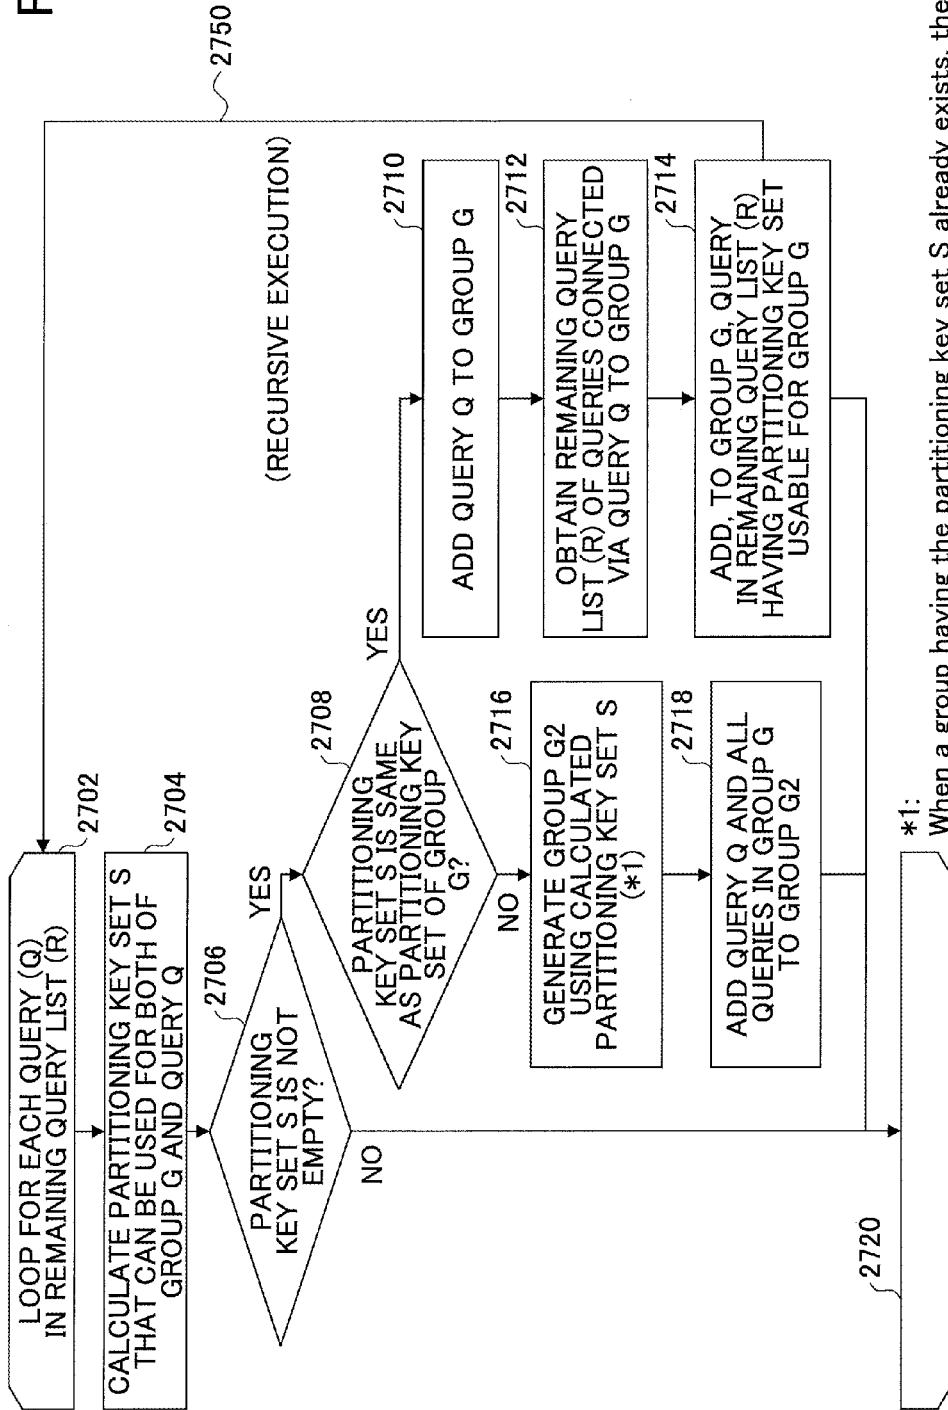 F
2750
LOOP FOR EACH QUERY (Q)
IN REMAINING QUERY LIST (R)
2702
CALCULATE PARTITIONING KEY SET S
THAT CAN BE USED FOR BOTH OF
GROUP G AND QUERY Q
2704
(RECURSIVE EXECUTION)
2706
PARTITIONING
KEY SET S IS NOT
EMPTY?
YES
NO
2708
PARTITIONING
KEY SET S IS SAME
AS PARTITIONING KEY
SET OF GROUP
G?
YES
NO
2710
ADD QUERY Q TO GROUP G
2712
OBTAIN REMAINING QUERY
LIST (R) OF QUERIES CONNECTED
VIA QUERY Q TO GROUP G
2714
ADD, TO GROUP G, QUERY
IN REMAINING QUERY LIST (R)
HAVING PARTITIONING KEY SET
USABLE FOR GROUP G
2716
GENERATE GROUP G2
USING CALCULATED
PARTITIONING KEY SET S
(*1)
2718
ADD QUERY Q AND ALL
QUERIES IN GROUP G
TO GROUP G2
2720
*1:
When a group having the partitioning key set S already exists, the